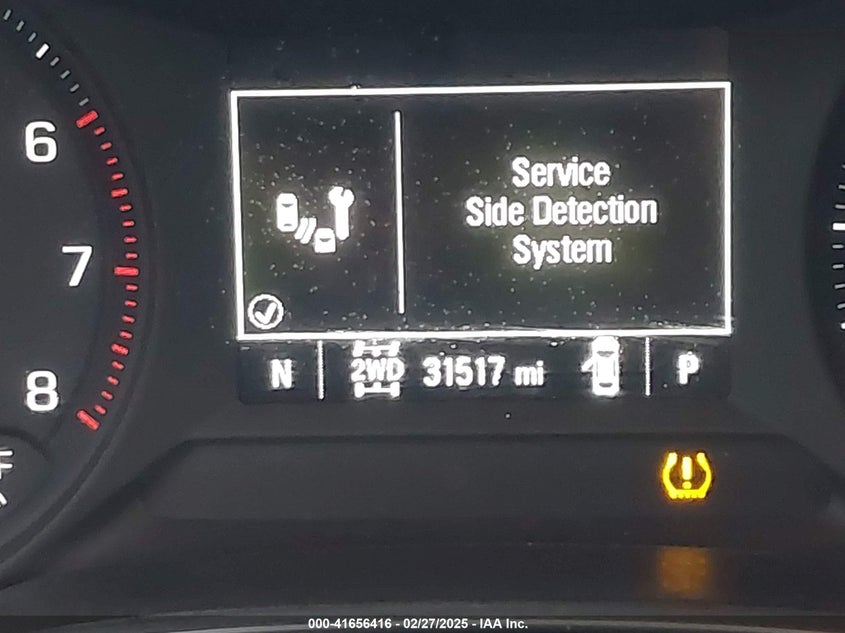 6
7
8
Service
Side Detection
System
N 2WD 31517 mi P
000-41656416 - 02/27/2025 - IAA Inc.